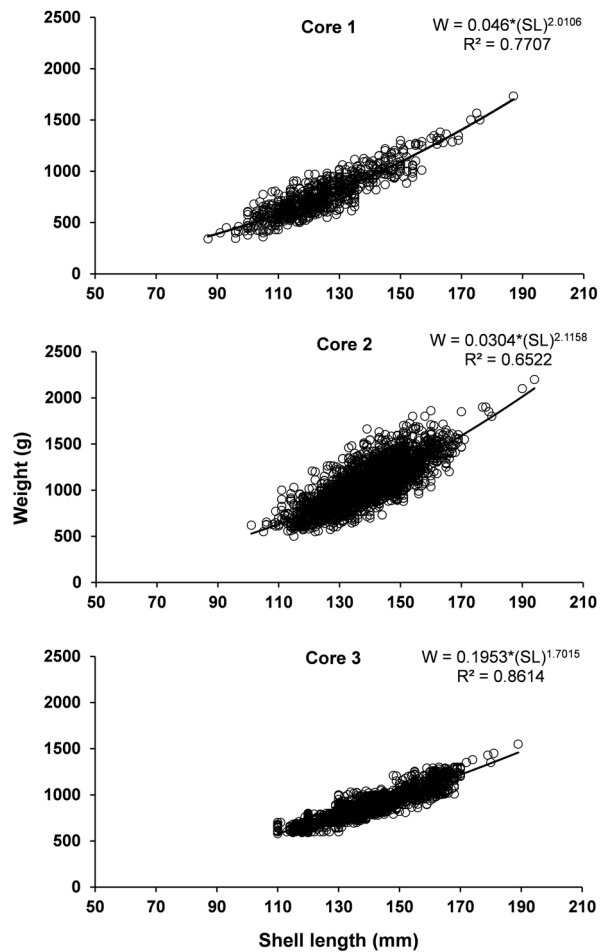 Core 1
W = 0.046*(SL)^2.0106
R² = 0.7707
2500
2000
1500
1000
500
0
50 70 90 110 130 150 170 190 210
Core 2
W = 0.0304*(SL)^2.1158
R² = 0.6522
2500
2000
1500
1000
500
0
50 70 90 110 130 150 170 190 210
Weight (g)
Core 3
W = 0.1953*(SL)^1.7015
R² = 0.8614
2500
2000
1500
1000
500
0
50 70 90 110 130 150 170 190 210
Shell length (mm)